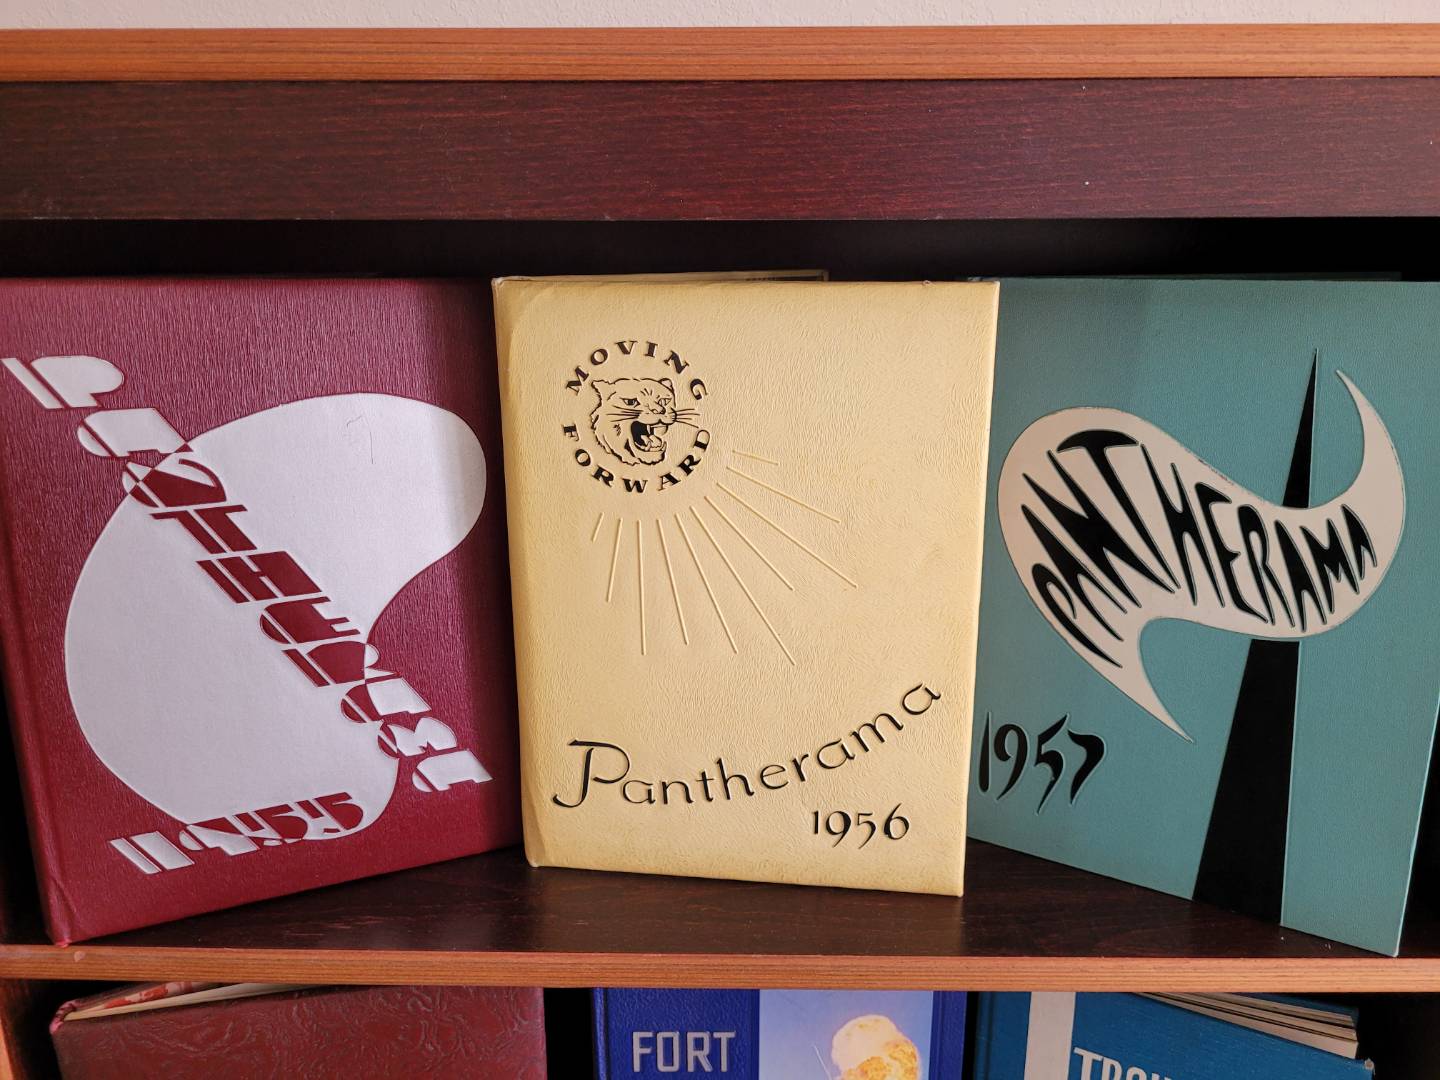 PANTHERAMA
1955
MOVING
FORWARD
Pantherama
1956
PANTHERAMA
1957
FORT